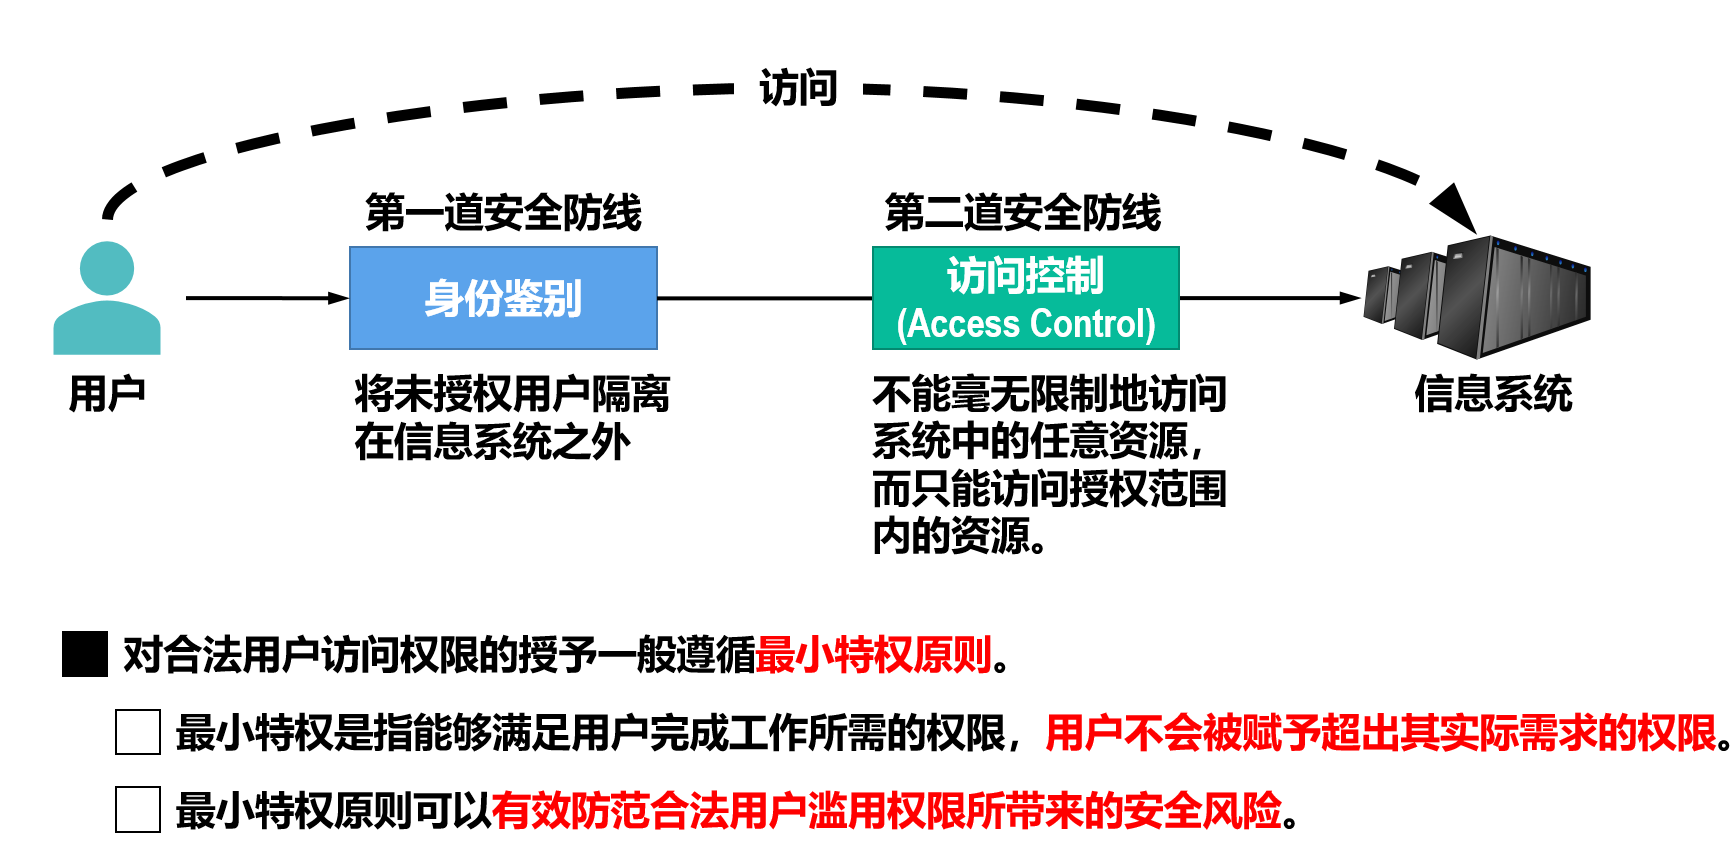 访问
第一道安全防线
第二道安全防线
身份鉴别
访问控制
(Access Control)
用户
将未授权用户隔离
在信息系统之外
不能毫无限制地访问
系统中的任意资源，
而只能访问授权范围
内的资源。
信息系统
对合法用户访问权限的授予一般遵循最小特权原则。
最小特权是指能够满足用户完成工作所需的权限，用户不会被赋予超出其实际需求的权限。
最小特权原则可以有效防范合法用户滥用权限所带来的安全风险。